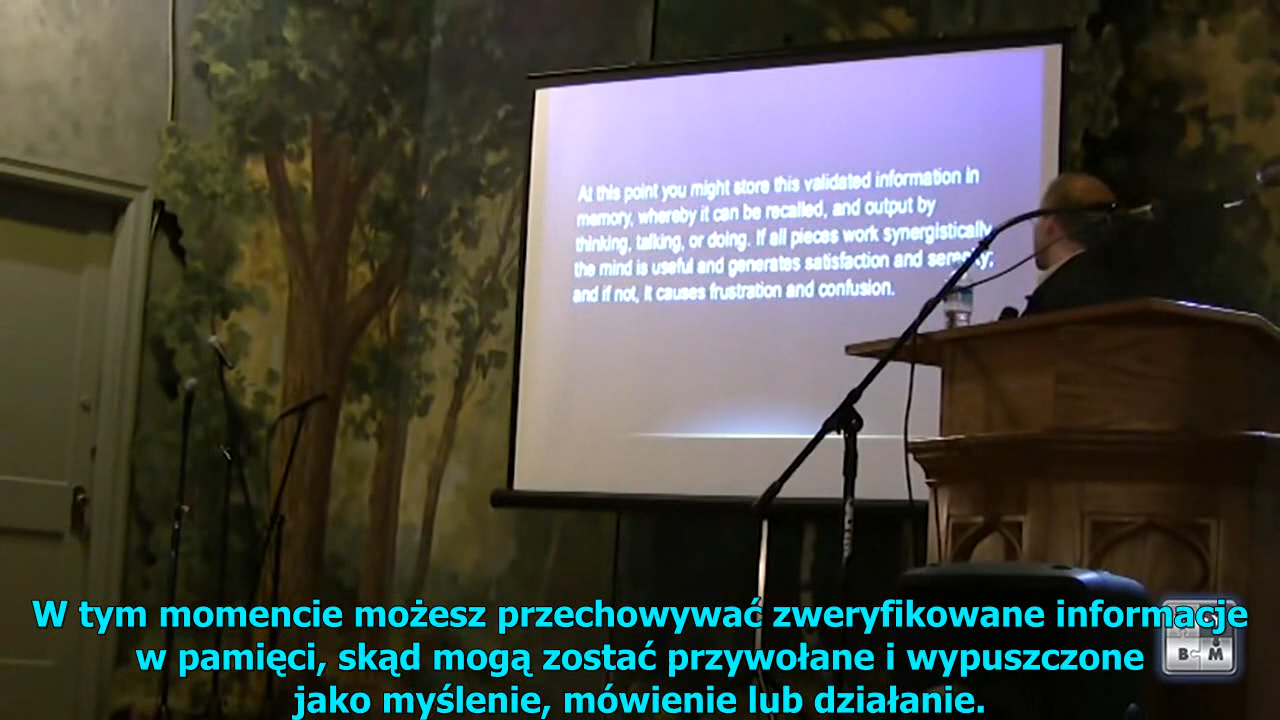 At this point you might store this validated information in
memory, whereby it can be recalled, and output by
thinking, talking, or doing. If all pieces work synergistically
the mind is useful and generates satisfaction and serenity;
and if not, it causes frustration and confusion.
W tym momencie możesz przechowywać zweryfikowane informacje
w pamięci, skąd mogą zostać przywołane i wypuszczone
jako myślenie, mówienie lub działanie.
B C M